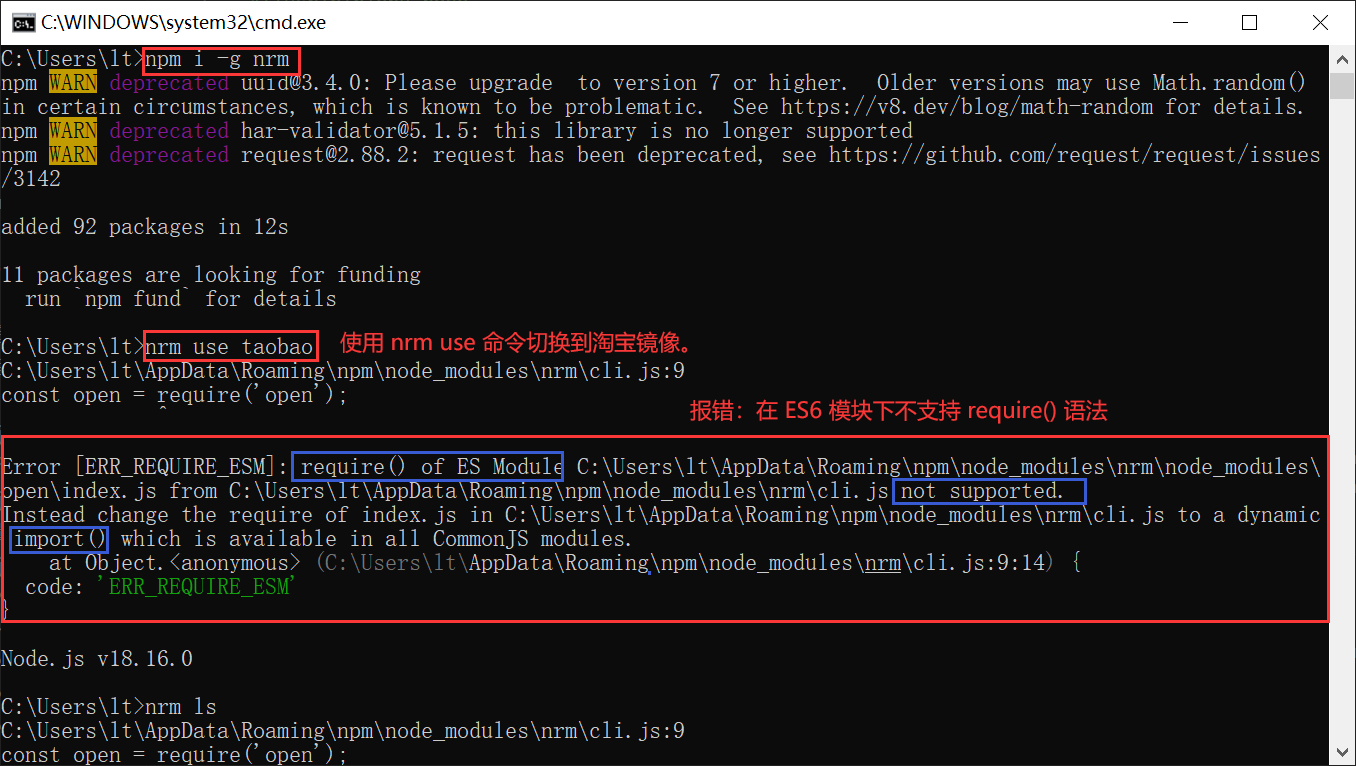 C:\WINDOWS\system32\cmd.exe
C:\Users\lt>npm i -g nrm
npm WARN deprecated uuid@3.4.0: Please upgrade  to version 7 or higher.  Older versions may use Math.random()
in certain circumstances, which is known to be problematic.  See https://v8.dev/blog/math-random for details.
npm WARN deprecated har-validator@5.1.5: this library is no longer supported
npm WARN deprecated request@2.88.2: request has been deprecated, see https://github.com/request/request/issues
/3142
added 92 packages in 12s
11 packages are looking for funding
  run `npm fund` for details
C:\Users\lt>nrm use taobao 使用 nrm use 命令切换到淘宝镜像。
C:\Users\lt\AppData\Roaming\npm\node_modules\nrm\cli.js:9
const open = require('open');
             ^
报错：在 ES6 模块下不支持 require() 语法
Error [ERR_REQUIRE_ESM]: require() of ES Module C:\Users\lt\AppData\Roaming\npm\node_modules\nrm\node_modules\
open\index.js from C:\Users\lt\AppData\Roaming\npm\node_modules\nrm\cli.js not supported.
Instead change the require of index.js in C:\Users\lt\AppData\Roaming\npm\node_modules\nrm\cli.js to a dynamic
import() which is available in all CommonJS modules.
    at Object.<anonymous> (C:\Users\lt\AppData\Roaming\npm\node_modules\nrm\cli.js:9:14) {
  code: 'ERR_REQUIRE_ESM'
}
Node.js v18.16.0
C:\Users\lt>nrm ls
C:\Users\lt\AppData\Roaming\npm\node_modules\nrm\cli.js:9
const open = require('open');